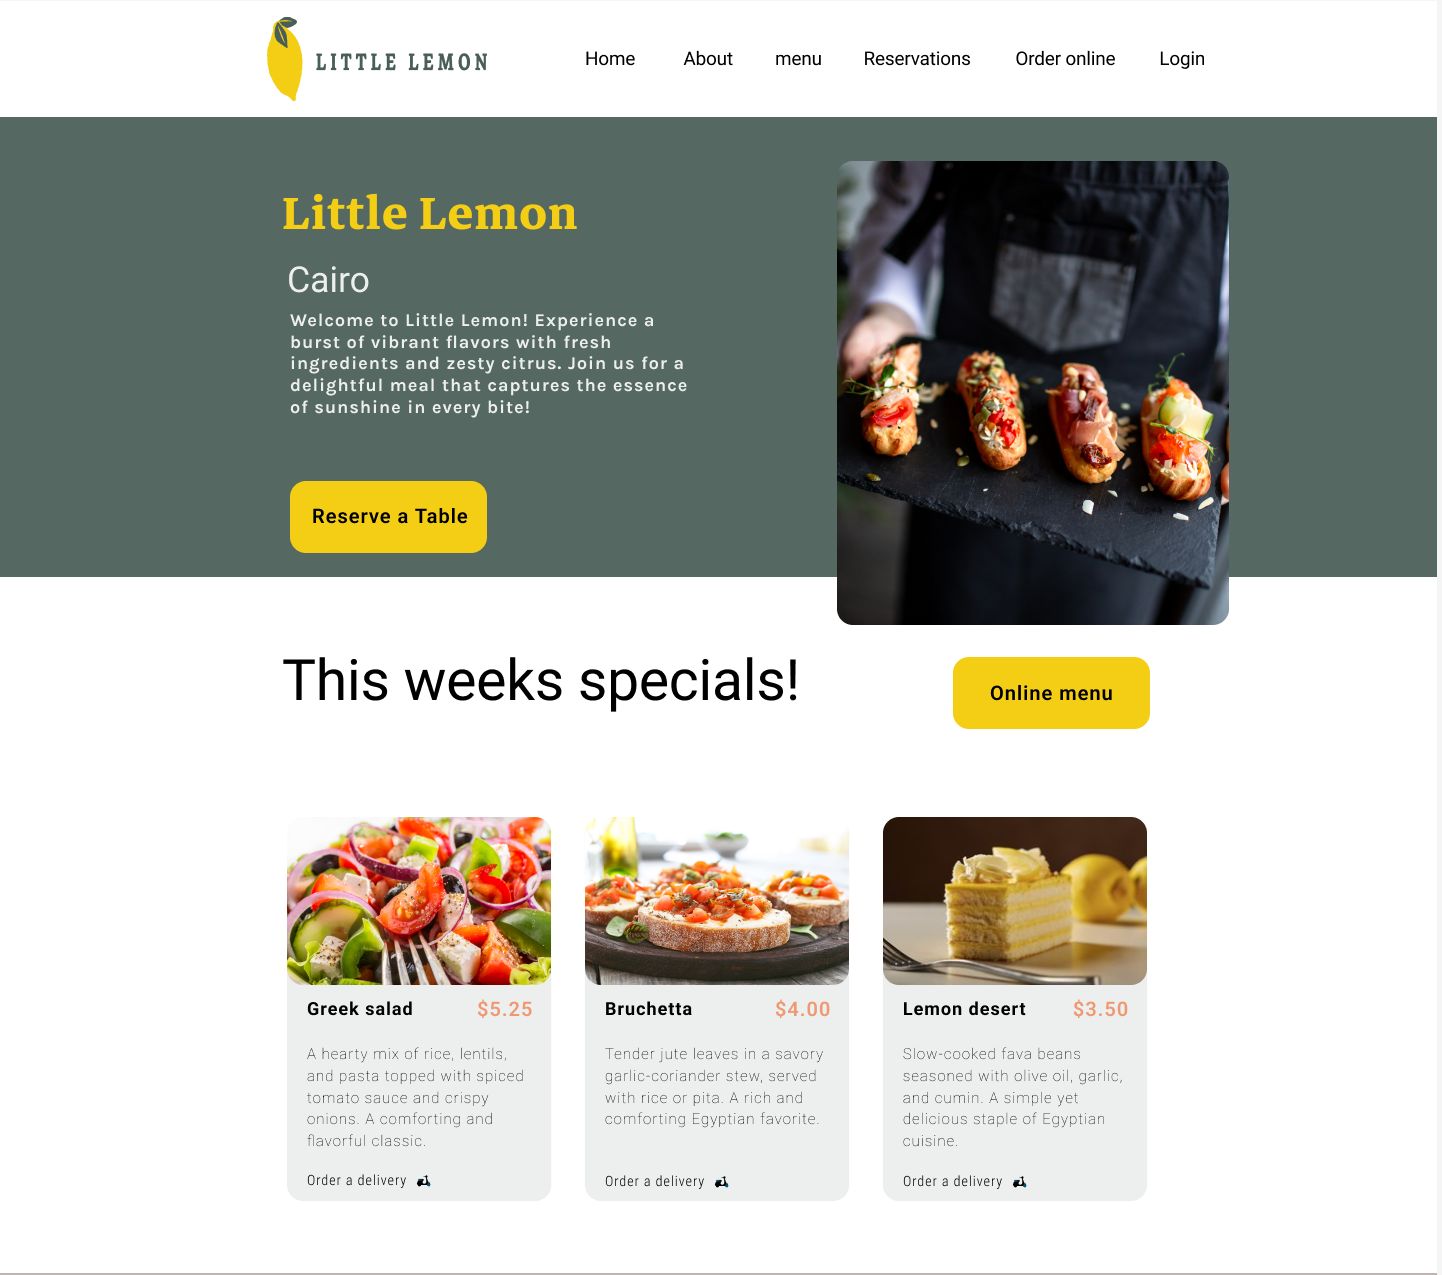 LITTLE LEMON
Home About menu Reservations Order online Login
Little Lemon
Cairo
Welcome to Little Lemon! Experience a
burst of vibrant flavors with fresh
ingredients and zesty citrus. Join us for a
delightful meal that captures the essence
of sunshine in every bite!
Reserve a Table
This weeks specials!
Online menu
Greek salad $5.25
A hearty mix of rice, lentils,
and pasta topped with spiced
tomato sauce and crispy
onions. A comforting and
flavorful classic.
Order a delivery
Bruchetta $4.00
Tender jute leaves in a savory
garlic-coriander stew, served
with rice or pita. A rich and
comforting Egyptian favorite.
Order a delivery
Lemon desert $3.50
Slow-cooked fava beans
seasoned with olive oil, garlic,
and cumin. A simple yet
delicious staple of Egyptian
cuisine.
Order a delivery